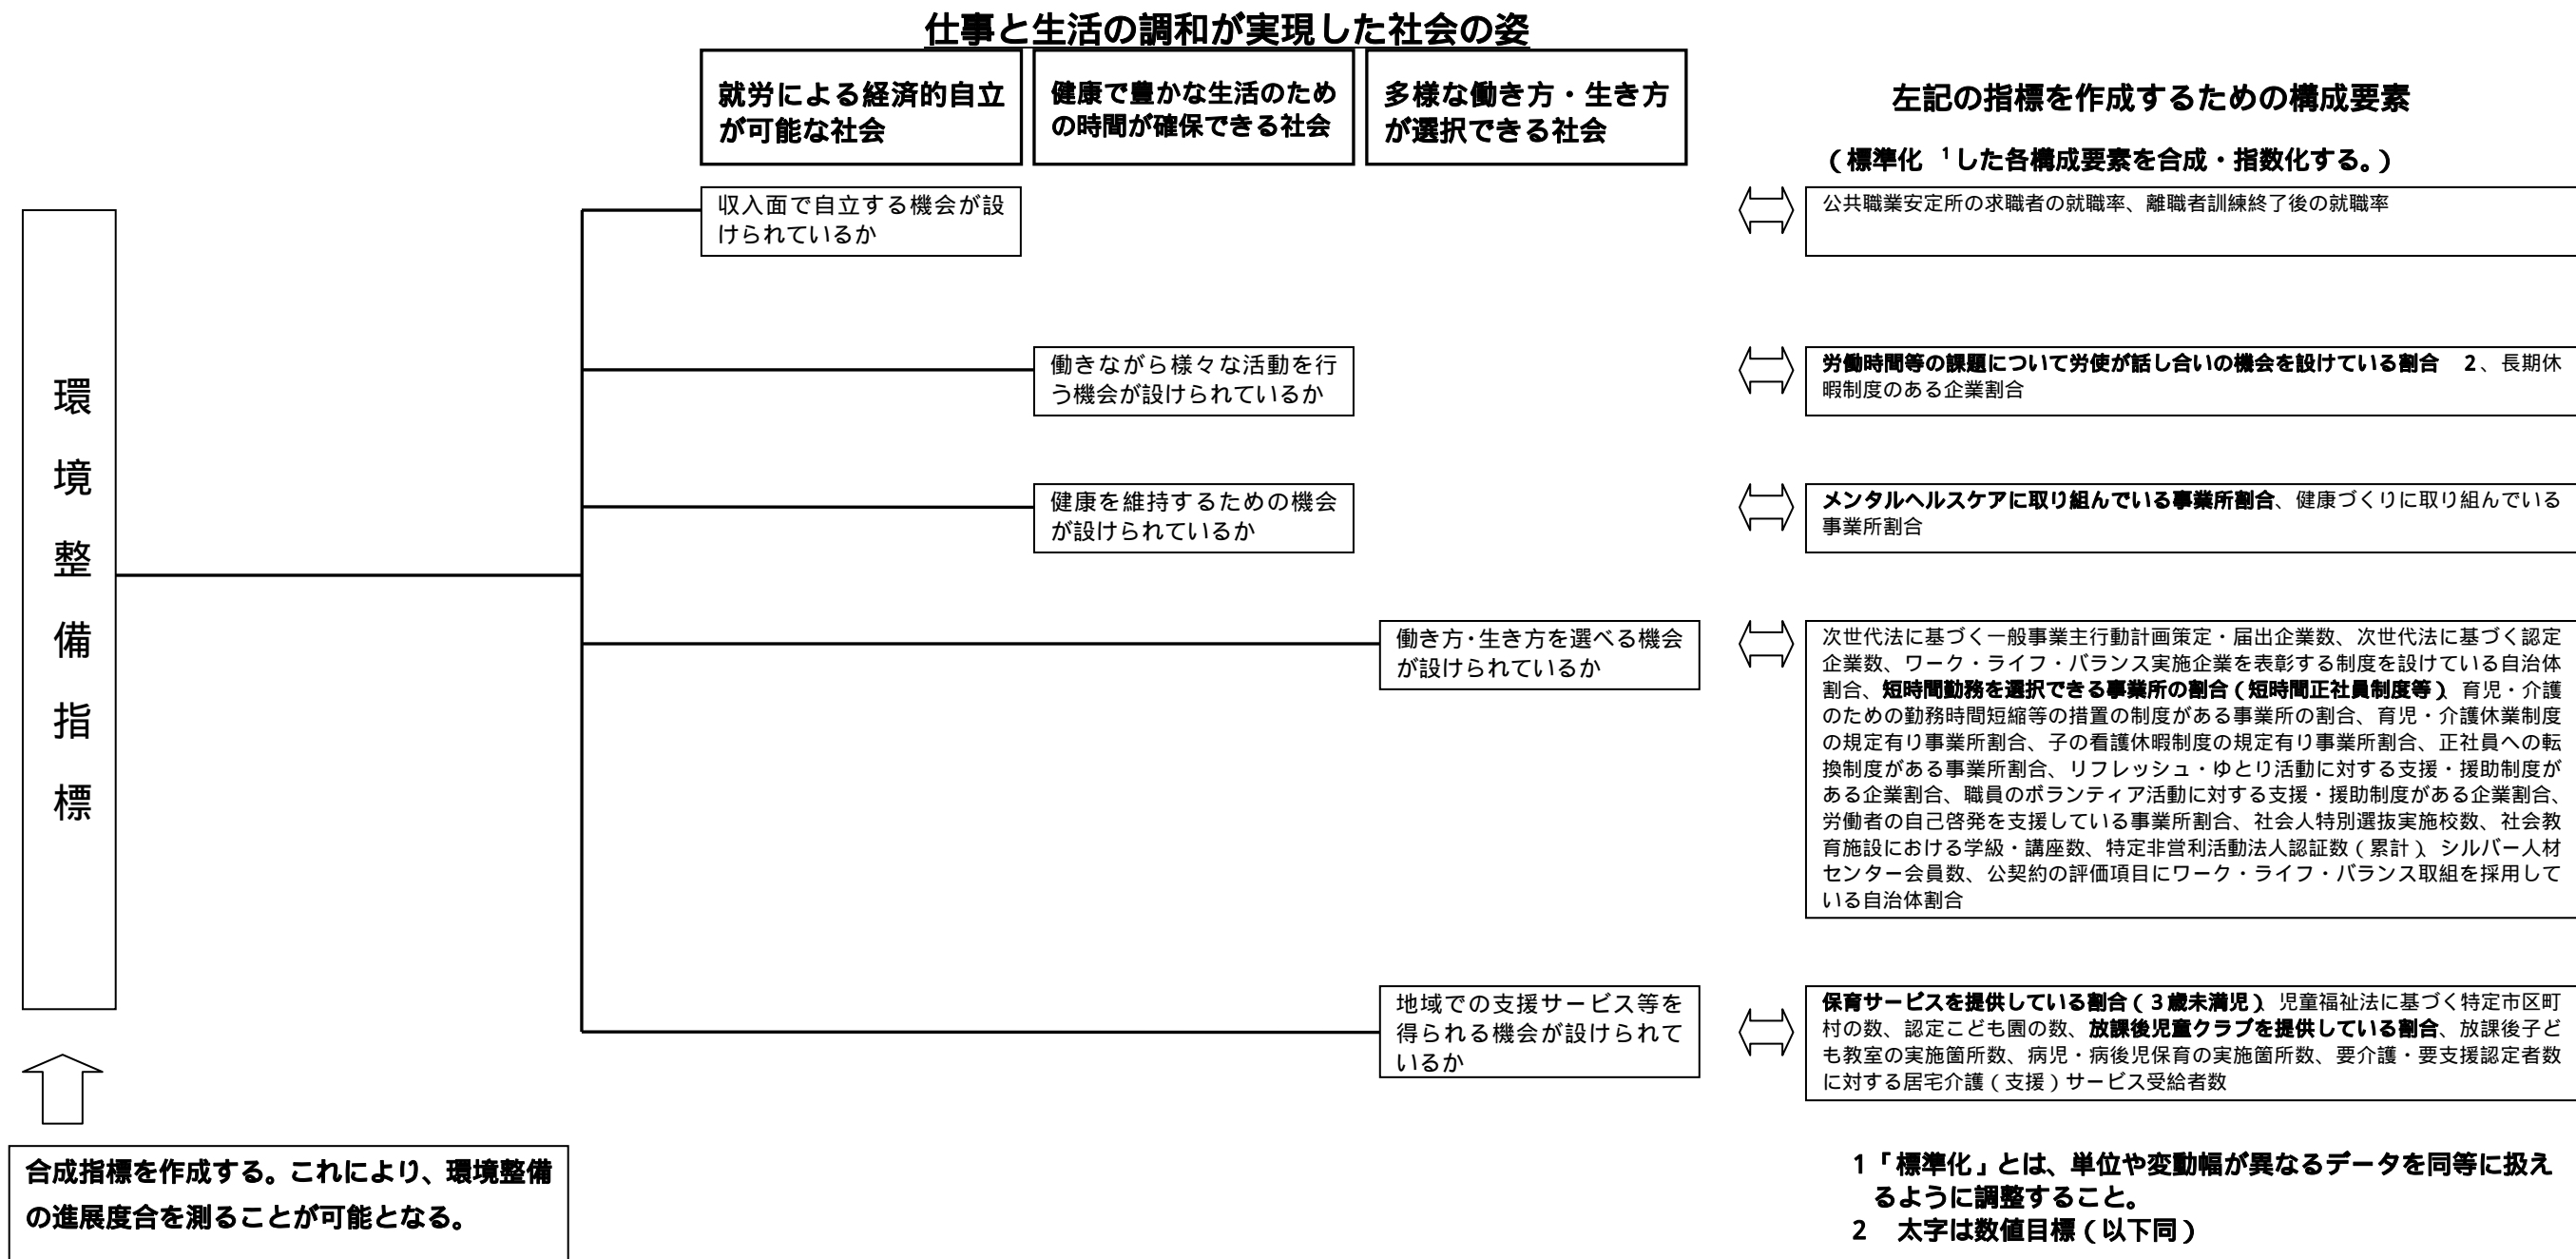 仕事と生活の調和が実現した社会の姿
就労による経済的自立
が可能な社会
健康で豊かな生活のため
の時間が確保できる社会
多様な働き方・生き方
が選択できる社会
左記の指標を作成するための構成要素
（標準化 1した各構成要素を合成・指数化する。）
環境整備指標
収入面で自立する機会が設
けられているか
公共職業安定所の求職者の就職率、離職者訓練終了後の就職率
働きながら様々な活動を行
う機会が設けられているか
労働時間等の課題について労使が話し合いの機会を設けている割合　2、長期休
暇制度のある企業割合
健康を維持するための機会
が設けられているか
メンタルヘルスケアに取り組んでいる事業所割合、健康づくりに取り組んでいる
事業所割合
働き方・生き方を選べる機会
が設けられているか
次世代法に基づく一般事業主行動計画策定・届出企業数、次世代法に基づく認定
企業数、ワーク・ライフ・バランス実施企業を表彰する制度を設けている自治体
割合、短時間勤務を選択できる事業所の割合（短時間正社員制度等）、育児・介護
のための勤務時間短縮等の措置の制度がある事業所の割合、育児・介護休業制度
の規定有り事業所割合、子の看護休暇制度の規定有り事業所割合、正社員への転
換制度がある事業所割合、リフレッシュ・ゆとり活動に対する支援・援助制度が
ある企業割合、職員のボランティア活動に対する支援・援助制度がある企業割合、
労働者の自己啓発を支援している事業所割合、社会人特別選抜実施校数、社会教
育施設における学級・講座数、特定非営利活動法人認証数（累計）、シルバー人材
センター会員数、公契約の評価項目にワーク・ライフ・バランス取組を採用して
いる自治体割合
地域での支援サービス等を
得られる機会が設けられて
いるか
保育サービスを提供している割合（３歳未満児）、児童福祉法に基づく特定市区町
村の数、認定こども園の数、放課後児童クラブを提供している割合、放課後子ど
も教室の実施箇所数、病児・病後児保育の実施箇所数、要介護・要支援認定者数
に対する居宅介護（支援）サービス受給者数
合成指標を作成する。これにより、環境整備
の進展度合を測ることが可能となる。
1「標準化」とは、単位や変動幅が異なるデータを同等に扱え
るように調整すること。
2　太字は数値目標（以下同）